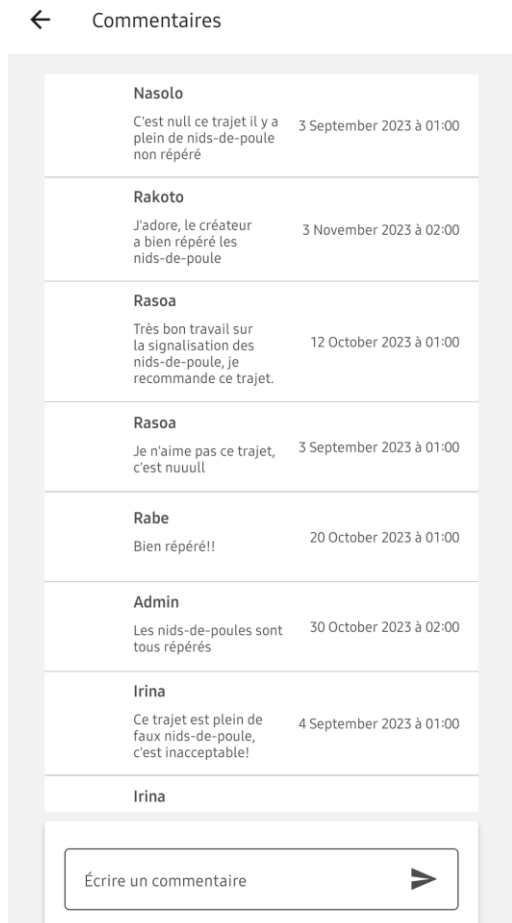 Commentaires
Nasolo
C'est null ce trajet il y a
plein de nids-de-poule
non répéré
3 September 2023 à 01:00
Rakoto
J'adore, le créateur
a bien répéré les
nids-de-poule
3 November 2023 à 02:00
Rasoa
Très bon travail sur
la signalisation des
nids-de-poule, je
recommande ce trajet.
12 October 2023 à 01:00
Rasoa
Je n'aime pas ce trajet,
c'est nuuull
3 September 2023 à 01:00
Rabe
Bien répéré!!
20 October 2023 à 01:00
Admin
Les nids-de-poules sont
tous répérés
30 October 2023 à 02:00
Irina
Ce trajet est plein de
faux nids-de-poule,
c'est inacceptable!
4 September 2023 à 01:00
Irina
Écrire un commentaire